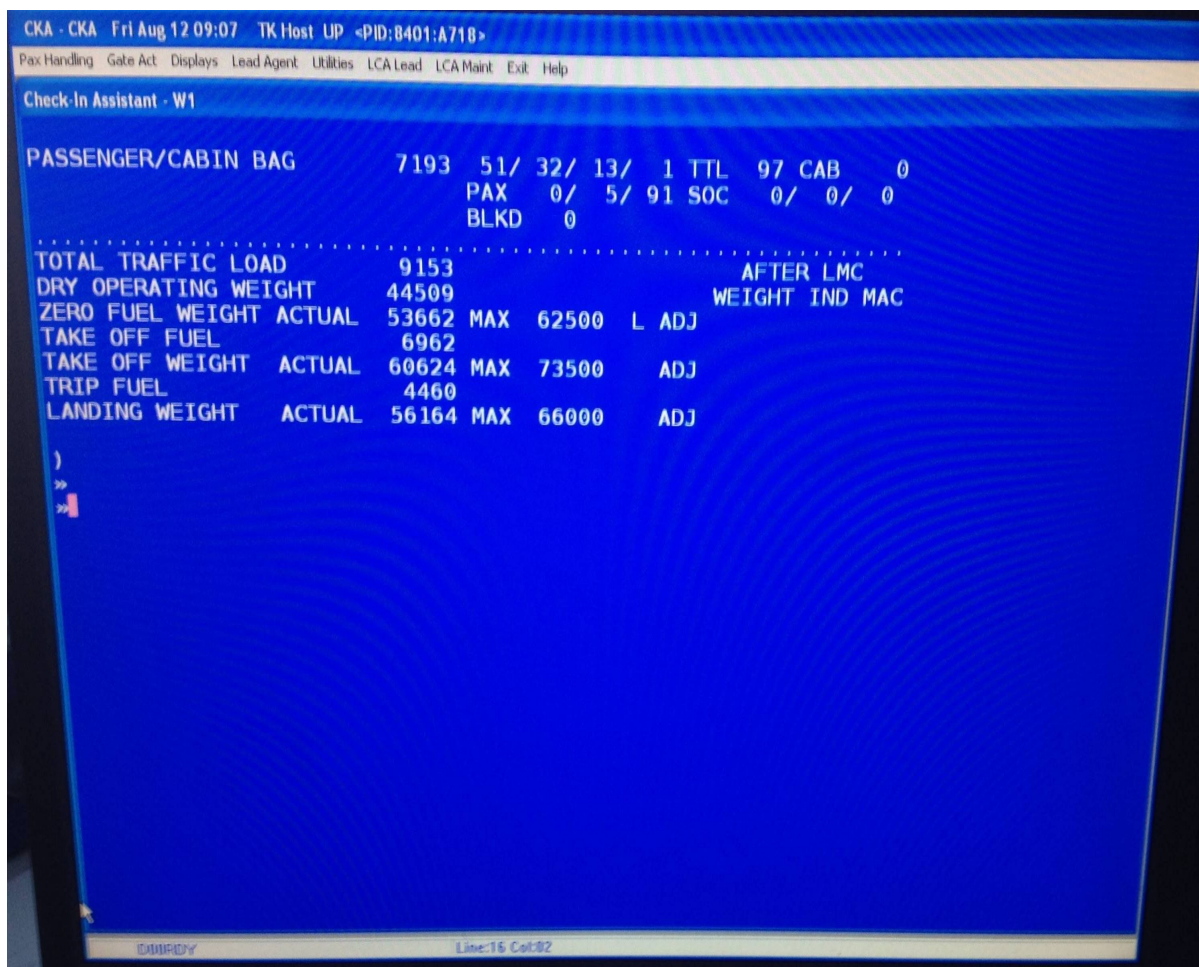 CKA - CKA Fri Aug 12 09:07 TK Host UP <PID:8401:A718>
Pax Handling Gate Act Displays Lead Agent Utilities LCA Lead LCA Maint Exit Help
Check-In Assistant - W1
PASSENGER/CABIN BAG 7193 51/ 32/ 13/ 1 TTL 97 CAB 0
PAX 0/ 5/ 91 SOC 0/ 0/ 0
BLKD 0
TOTAL TRAFFIC LOAD 9153 AFTER LMC
DRY OPERATING WEIGHT 44509 WEIGHT IND MAC
ZERO FUEL WEIGHT ACTUAL 53662 MAX 62500 L ADJ
TAKE OFF FUEL 6962
TAKE OFF WEIGHT ACTUAL 60624 MAX 73500 ADJ
TRIP FUEL 4460
LANDING WEIGHT ACTUAL 56164 MAX 66000 ADJ
)
»
»
Line:16 Col:02